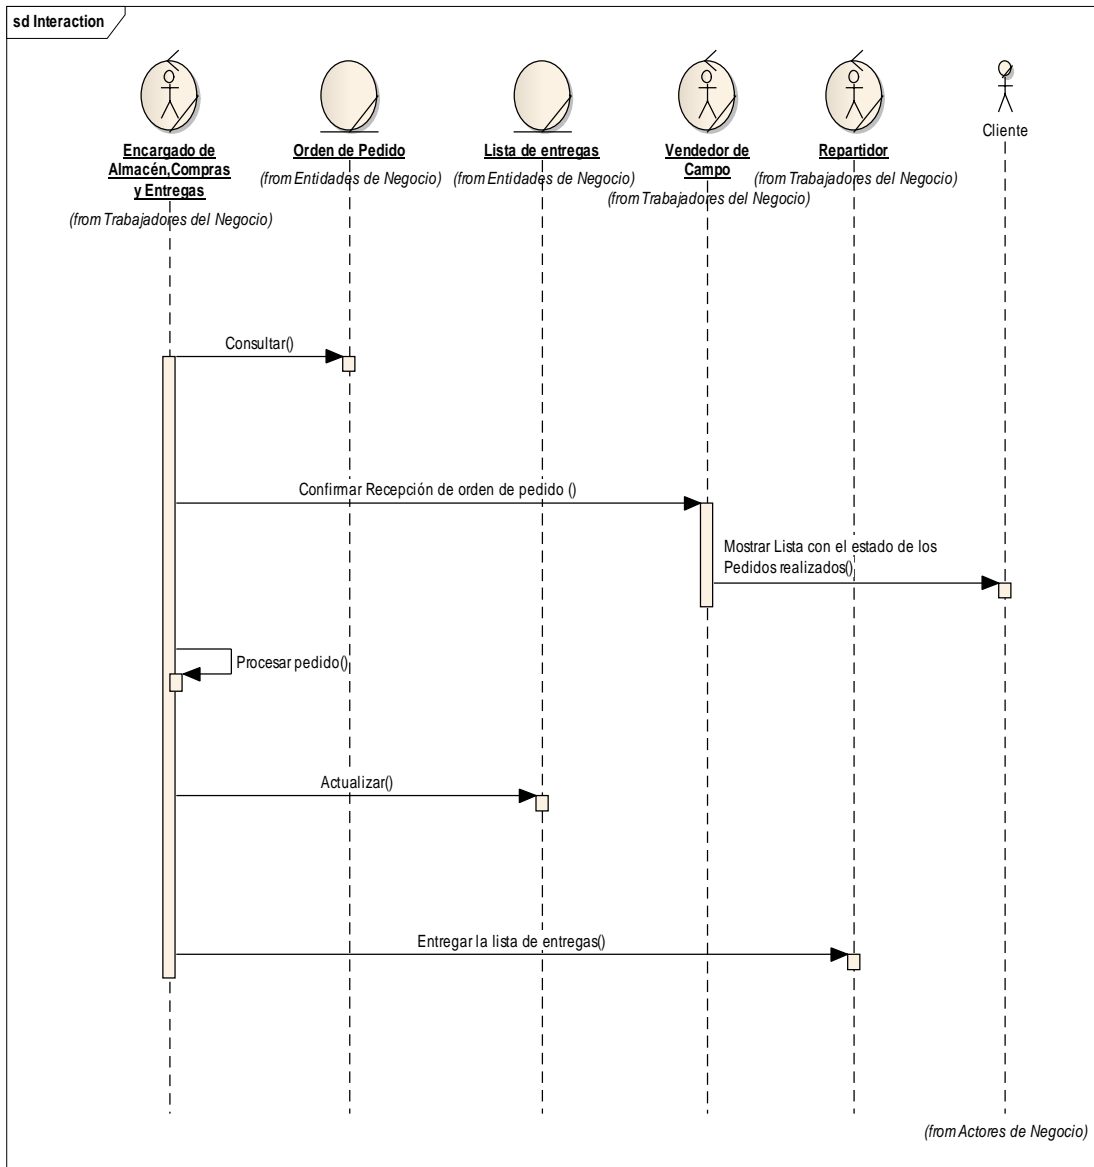 sd Interaction
Encargado de
Almacén,Compras
y Entregas
(from Trabajadores del Negocio)
Orden de Pedido
(from Entidades de Negocio)
Lista de entregas
(from Entidades de Negocio)
Vendedor de
Campo
(from Trabajadores del Negocio)
Repartidor
(from Trabajadores del Negocio)
Cliente
Consultar()
Confirmar Recepción de orden de pedido ()
Mostrar Lista con el estado de los
Pedidos realizados()
Procesar pedido()
Actualizar()
Entregar la lista de entregas()
(from Actores de Negocio)